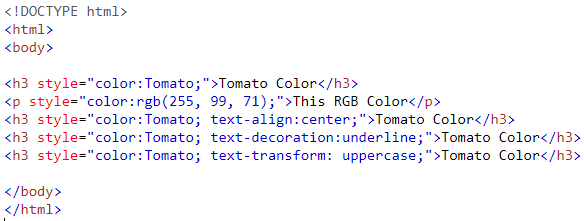 <!DOCTYPE html>
<html>
<body>
<h3 style="color:Tomato;">Tomato Color</h3>
<p style="color:rgb(255, 99, 71);">This RGB Color</p>
<h3 style="color:Tomato; text-align:center;">Tomato Color</h3>
<h3 style="color:Tomato; text-decoration:underline;">Tomato Color</h3>
<h3 style="color:Tomato; text-transform: uppercase;">Tomato Color</h3>
</body>
</html>